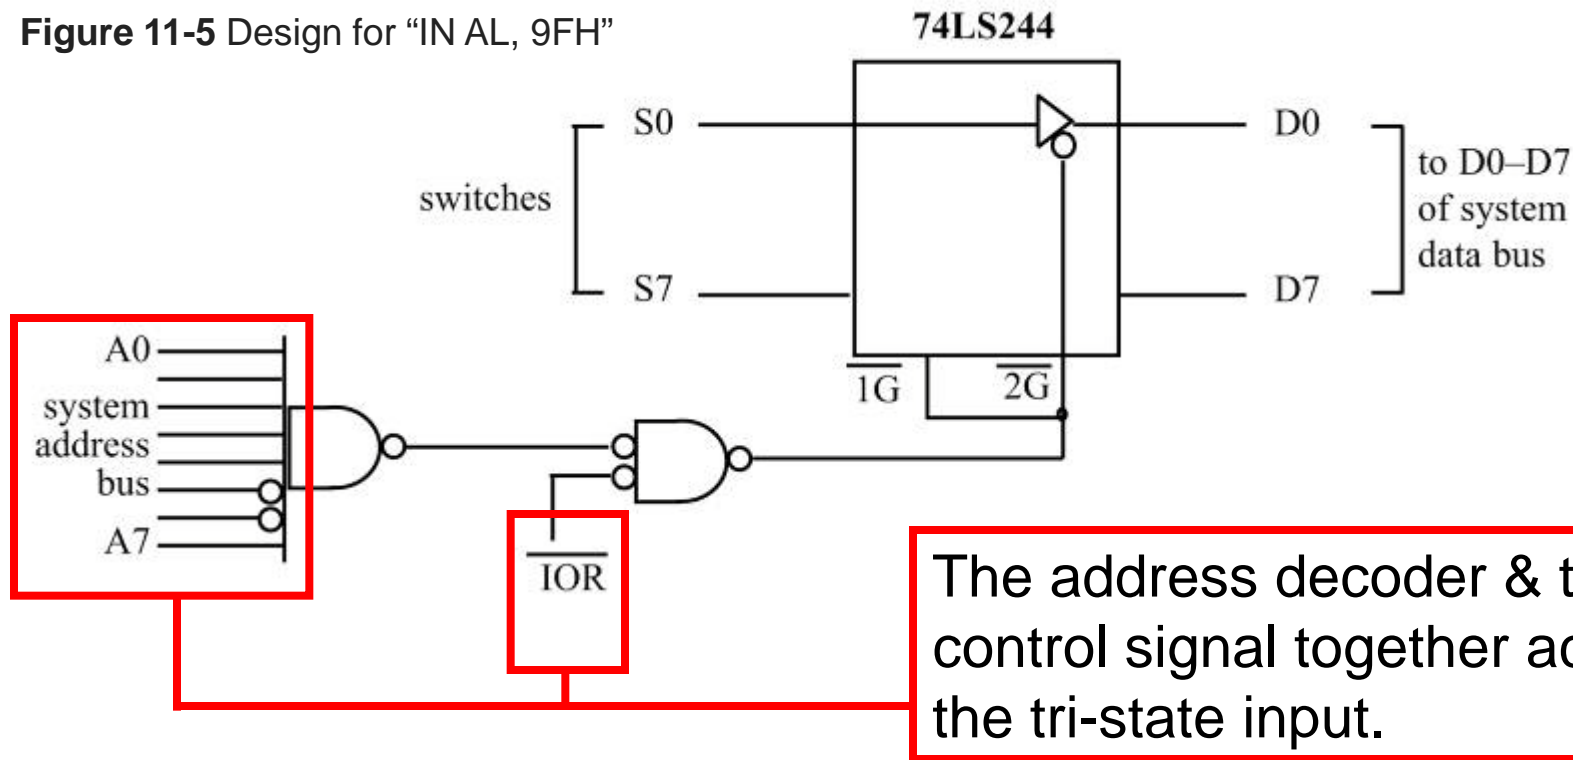 Figure 11-5 Design for “IN AL, 9FH”
74LS244
S0
D0
switches
to D0–D7
of system
data bus
S7
D7
1G
2G
A0
system
address
bus
A7
IOR
The address decoder &
control signal together
the tri-state input.